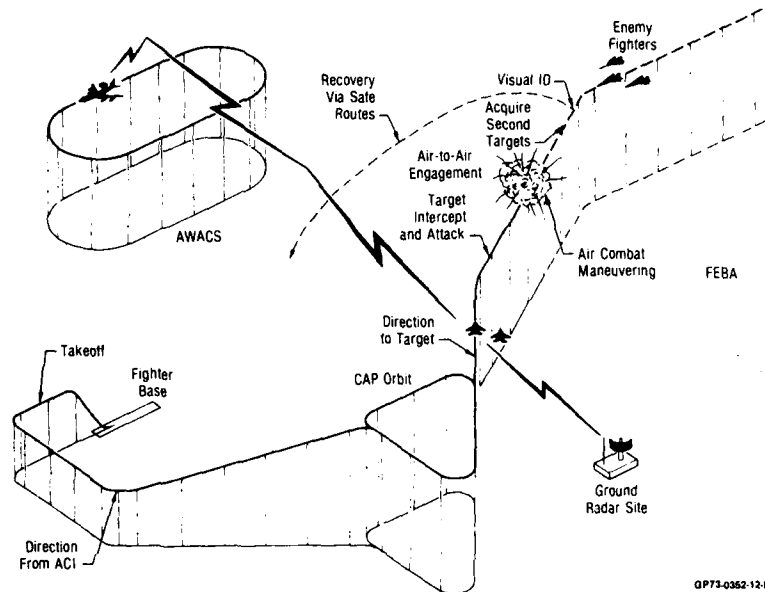 Enemy
Fighters
Visual ID
Recovery
Via Safe
Routes
Acquire
Second
Targets
Air-to-Air
Engagement
Target
Intercept
and Attack
AWACS
Air Combat
Maneuvering
FEBA
Direction
to Target
Takeoff
Fighter
Base
CAP Orbit
Ground
Radar Site
Direction
From ACI
GP73-0352-12-